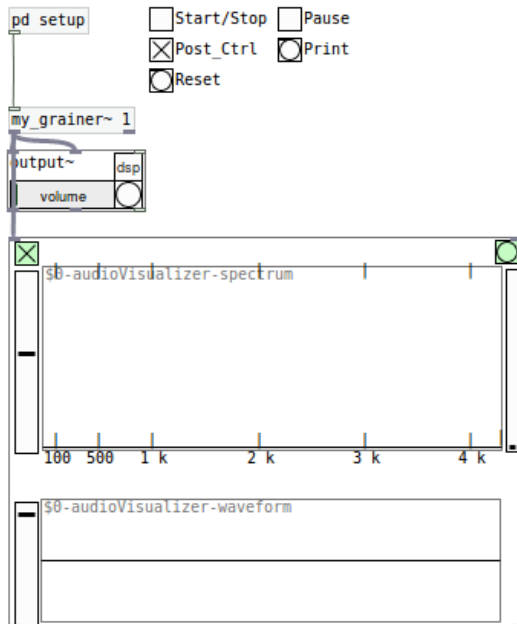 pd setup
Start/Stop Pause
Post_Ctrl Print
Reset
my_grainer~ 1
output~
dsp
volume
$0-audioVisualizer-spectrum
100 500 1 k 2 k 3 k 4 k
$0-audioVisualizer-waveform